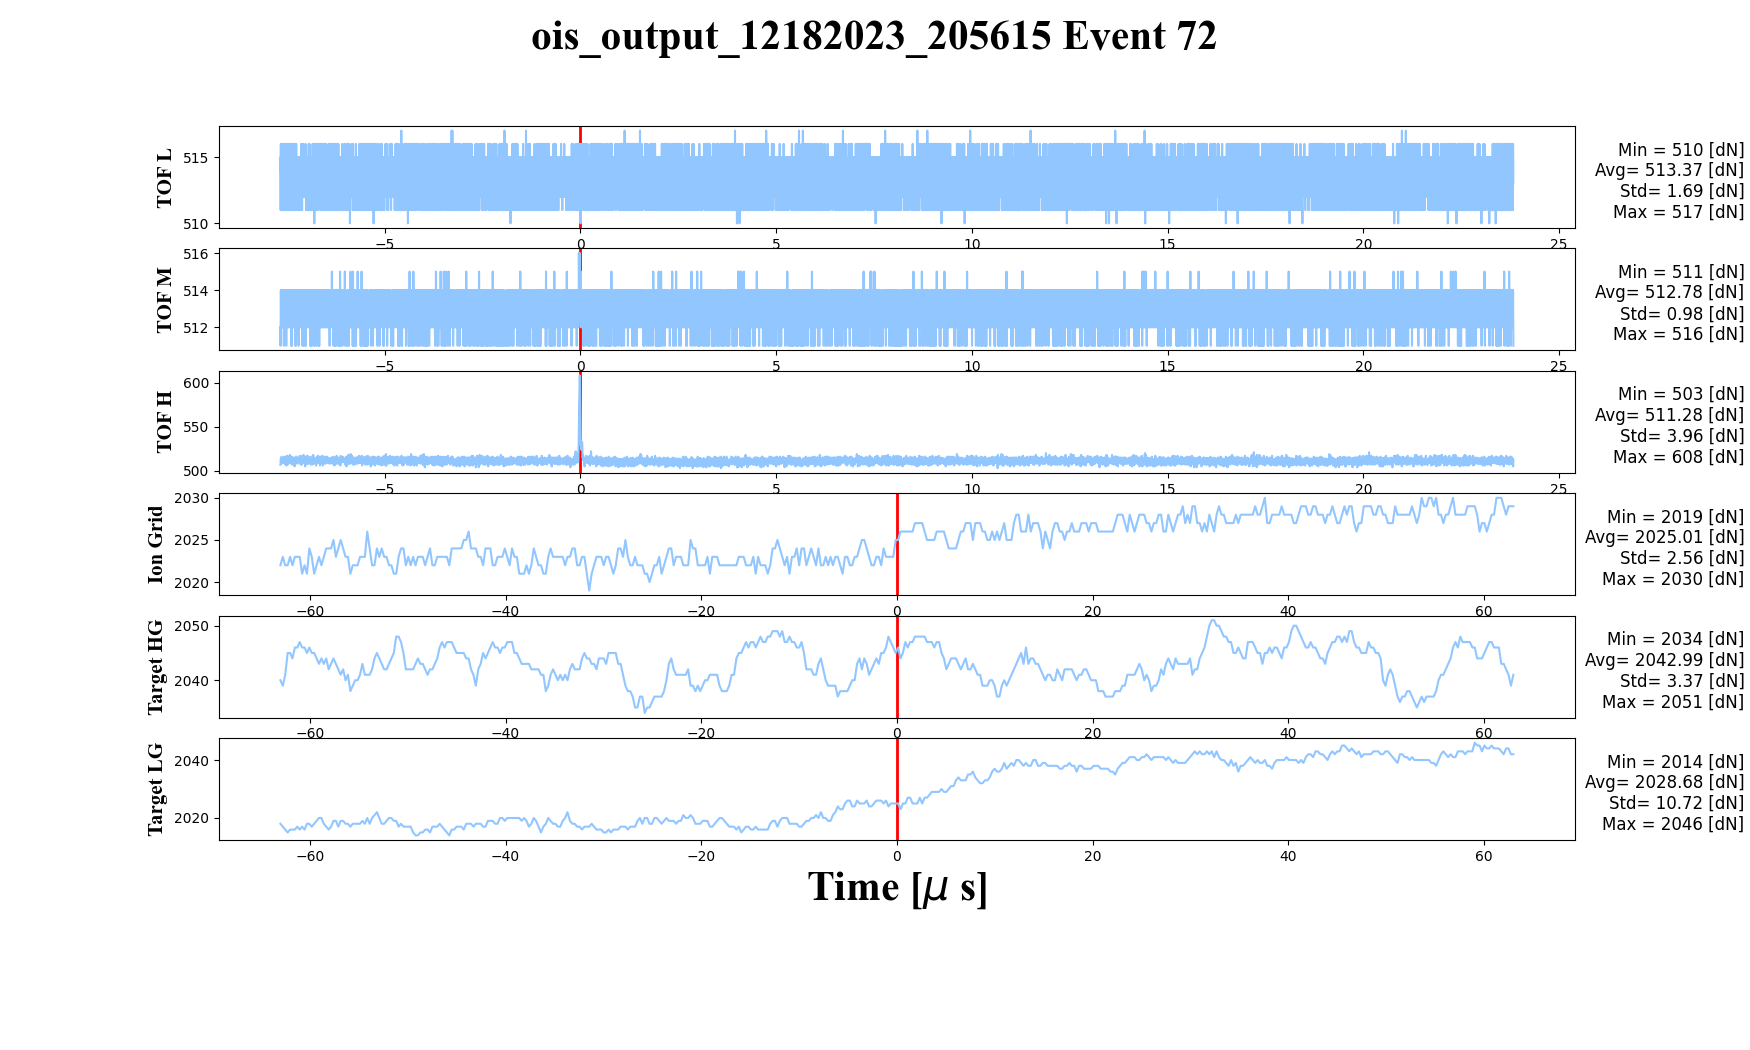 ois_output_12182023_205615 Event 72
TOF L
515
510
−5 0 5 10 15 20 25
Min = 510 [dN]
Avg= 513.37 [dN]
Std= 1.69 [dN]
Max = 517 [dN]
TOF M
516
514
512
−5 0 5 10 15 20 25
Min = 511 [dN]
Avg= 512.78 [dN]
Std= 0.98 [dN]
Max = 516 [dN]
TOF H
600
550
500
−5 0 5 10 15 20 25
Min = 503 [dN]
Avg= 511.28 [dN]
Std= 3.96 [dN]
Max = 608 [dN]
Ion Grid
2030
2025
2020
−60 −40 −20 0 20 40 60
Min = 2019 [dN]
Avg= 2025.01 [dN]
Std= 2.56 [dN]
Max = 2030 [dN]
Target HG
2050
2040
−60 −40 −20 0 20 40 60
Min = 2034 [dN]
Avg= 2042.99 [dN]
Std= 3.37 [dN]
Max = 2051 [dN]
Target LG
2040
2020
−60 −40 −20 0 20 40 60
Min = 2014 [dN]
Avg= 2028.68 [dN]
Std= 10.72 [dN]
Max = 2046 [dN]
Time [μ s]